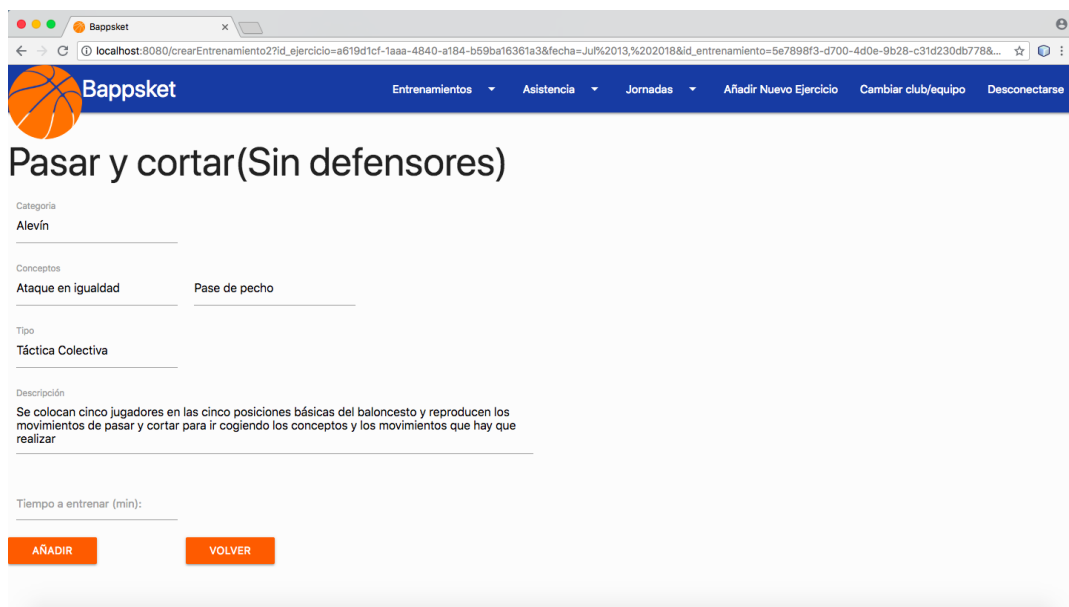 Bappsket
localhost:8080/crearEntrenamiento2?id_ejercicio=a619d1cf-1aaa-4840-a184-b59ba16361a3&fecha=Jul%2013,%202018&id_entrenamiento=5e7898f3-d700-4d0e-9b28-c31d230db778&...
Bappsket Entrenamientos Asistencia Jornadas Añadir Nuevo Ejercicio Cambiar club/equipo Desconectarse
Pasar y cortar(Sin defensores)
Categoria
Alevín
Conceptos
Ataque en igualdad Pase de pecho
Tipo
Táctica Colectiva
Descripción
Se colocan cinco jugadores en las cinco posiciones básicas del baloncesto y reproducen los
movimientos de pasar y cortar para ir cogiendo los conceptos y los movimientos que hay que
realizar
Tiempo a entrenar (min):
AÑADIR VOLVER